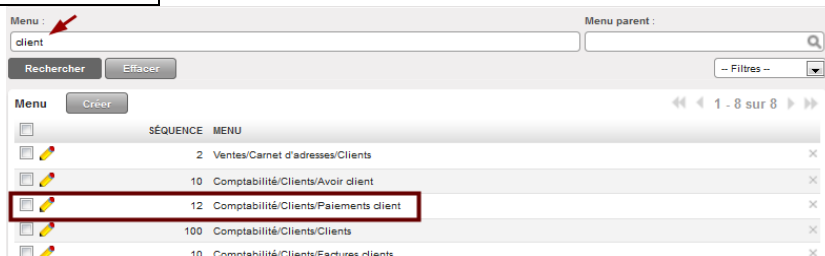 Menu : Menu parent :
client
Rechercher Effacer -- Filtres --
Menu Créer 1 - 8 sur 8
SÉQUENCE MENU
2 Ventes/Carnet d'adresses/Clients
10 Comptabilité/Clients/Avoir client
12 Comptabilité/Clients/Paiements client
100 Comptabilité/Clients/Clients
10 Comptabilité/Clients/Factures clients